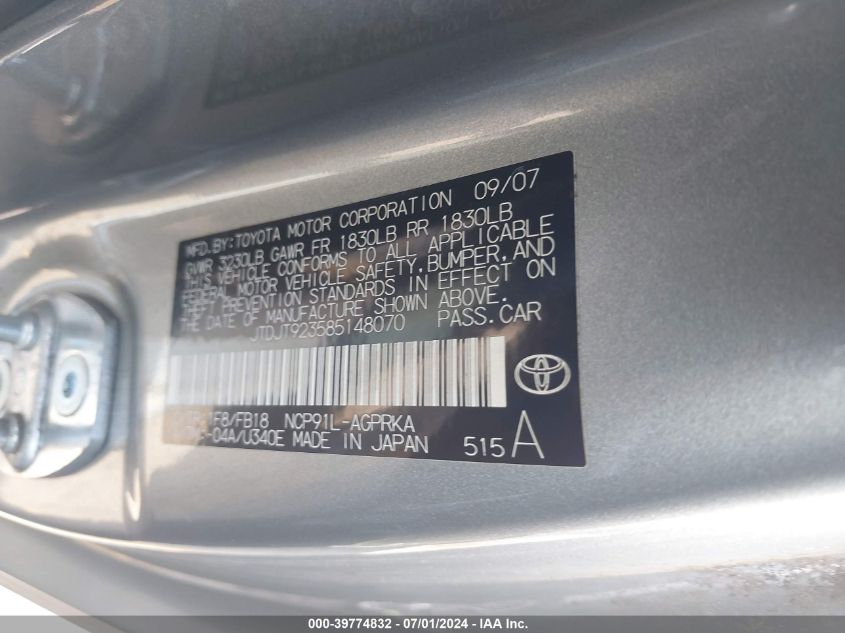 MFD.BY:TOYOTA MOTOR CORPORATION 09/07
GVWR 3230LB GAWR FR 1830LB RR 1830LB
THIS VEHICLE CONFORMS TO ALL APPLICABLE
FEDERAL MOTOR VEHICLE SAFETY,BUMPER,AND
THEFT PREVENTION STANDARDS IN EFFECT ON
THE DATE OF MANUFACTURE SHOWN ABOVE.
JTDJT923585148070 PASS.CAR
F8/FB18 NCP91L-AGPRKA
-04A/U340E MADE IN JAPAN 515A
000-39774832 - 07/01/2024 - IAA Inc.